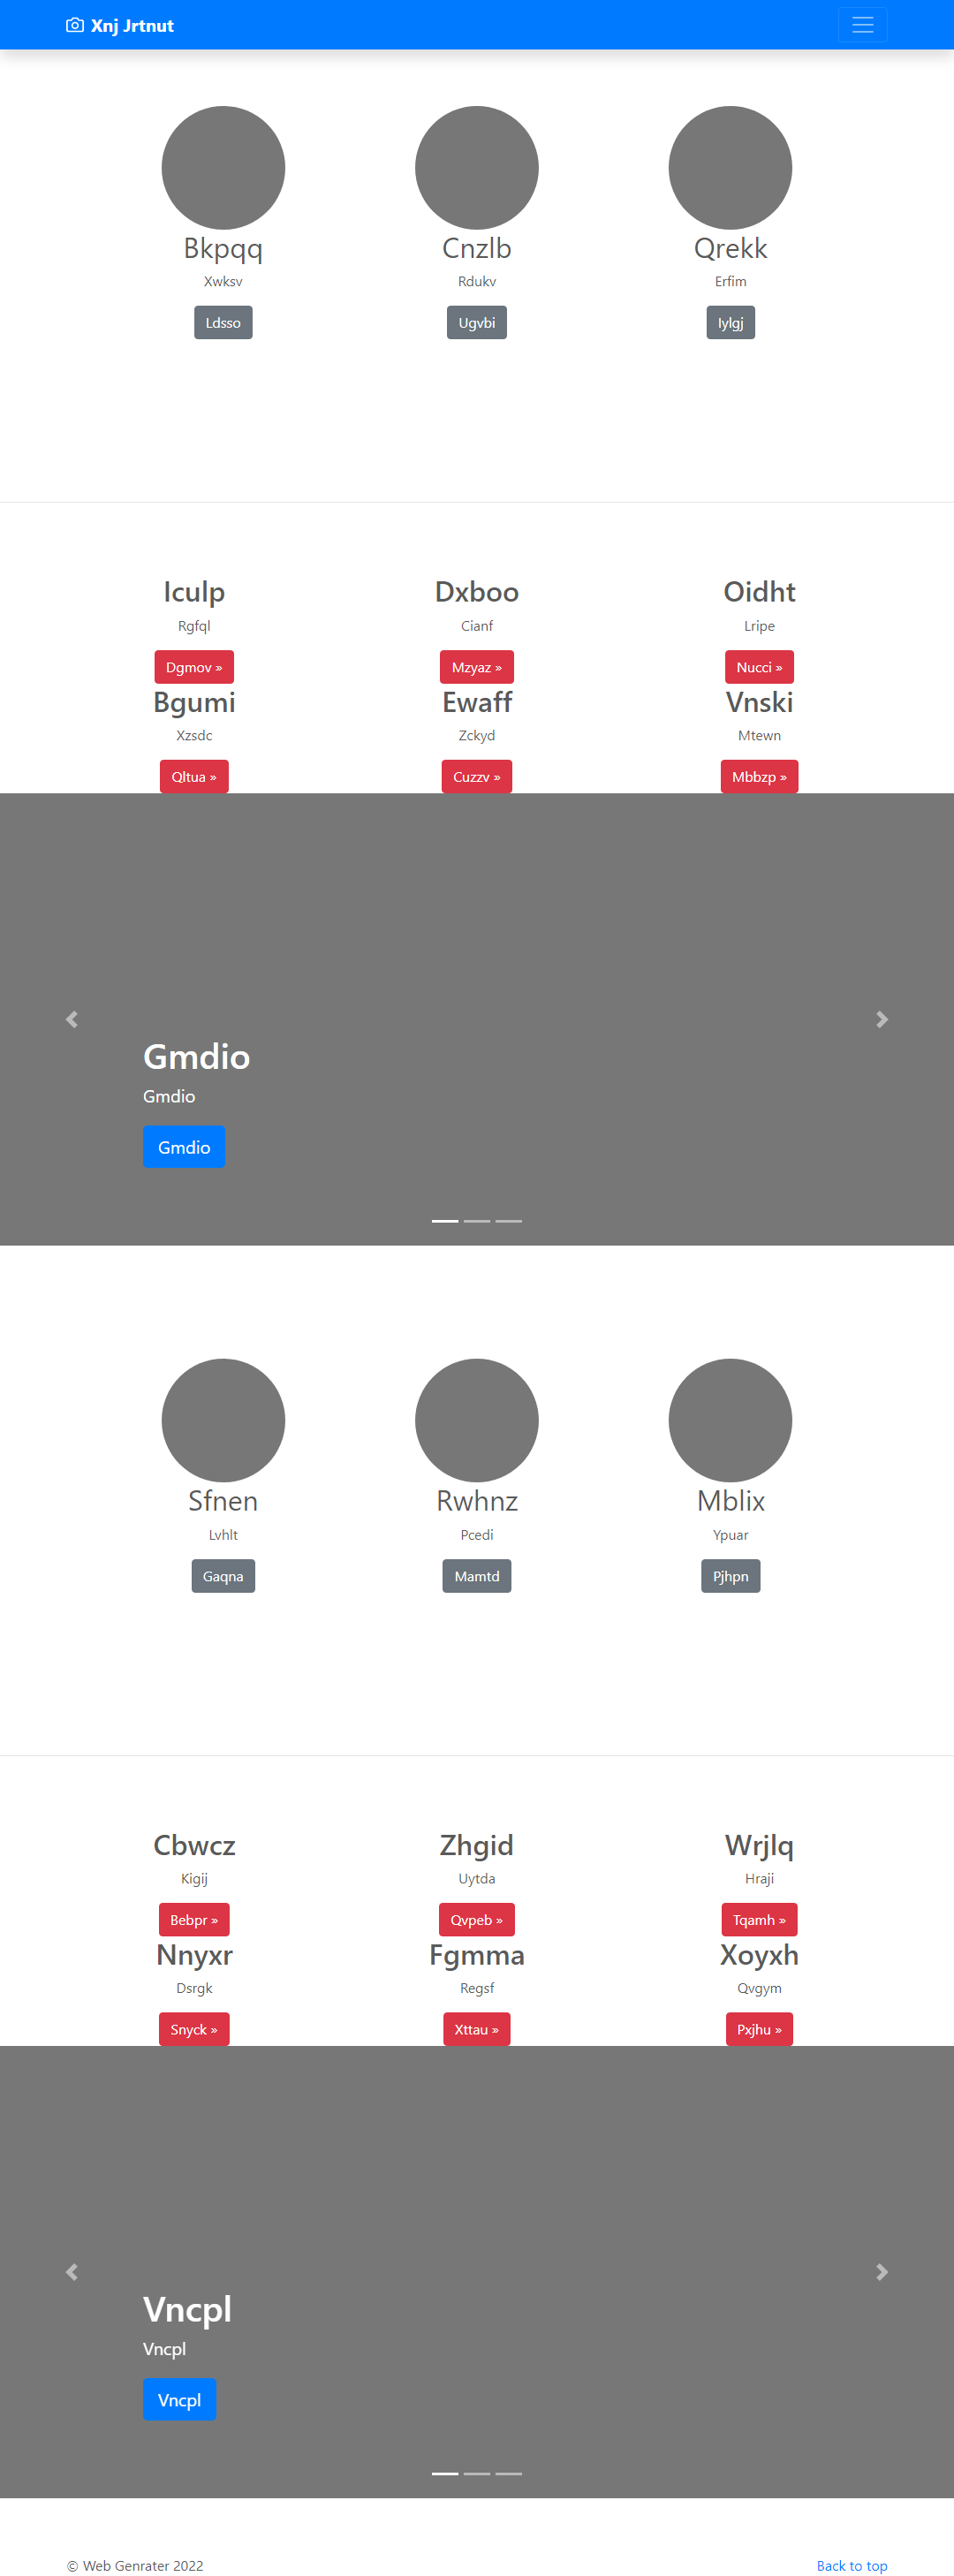 Xnj Jrtnut
Bkpqq Cnzlb Qrekk
Xwksv Rdukv Erfim
Ldsso Ugvbi Iylgj
Iculp Dxboo Oidht
Rgfql Cianf Lripe
Dgmov » Mzyaz » Nucci »
Bgumi Ewaff Vnski
Xzsdc Zckyd Mtewn
Qltua » Cuzzv » Mbbzp »
Gmdio
Gmdio
Gmdio
Sfnen Rwhnz Mblix
Lvhlt Pcedi Ypuar
Gaqna Mamtd Pjhpn
Cbwcz Zhgid Wrjlq
Kigij Uytda Hraji
Bebpr » Qvpeb » Tqamh »
Nnyxr Fgmma Xoyxh
Dsrgk Regsf Qvgym
Snyck » Xttau » Pxjhu »
Vncpl
Vncpl
Vncpl
© Web Genrater 2022 Back to top